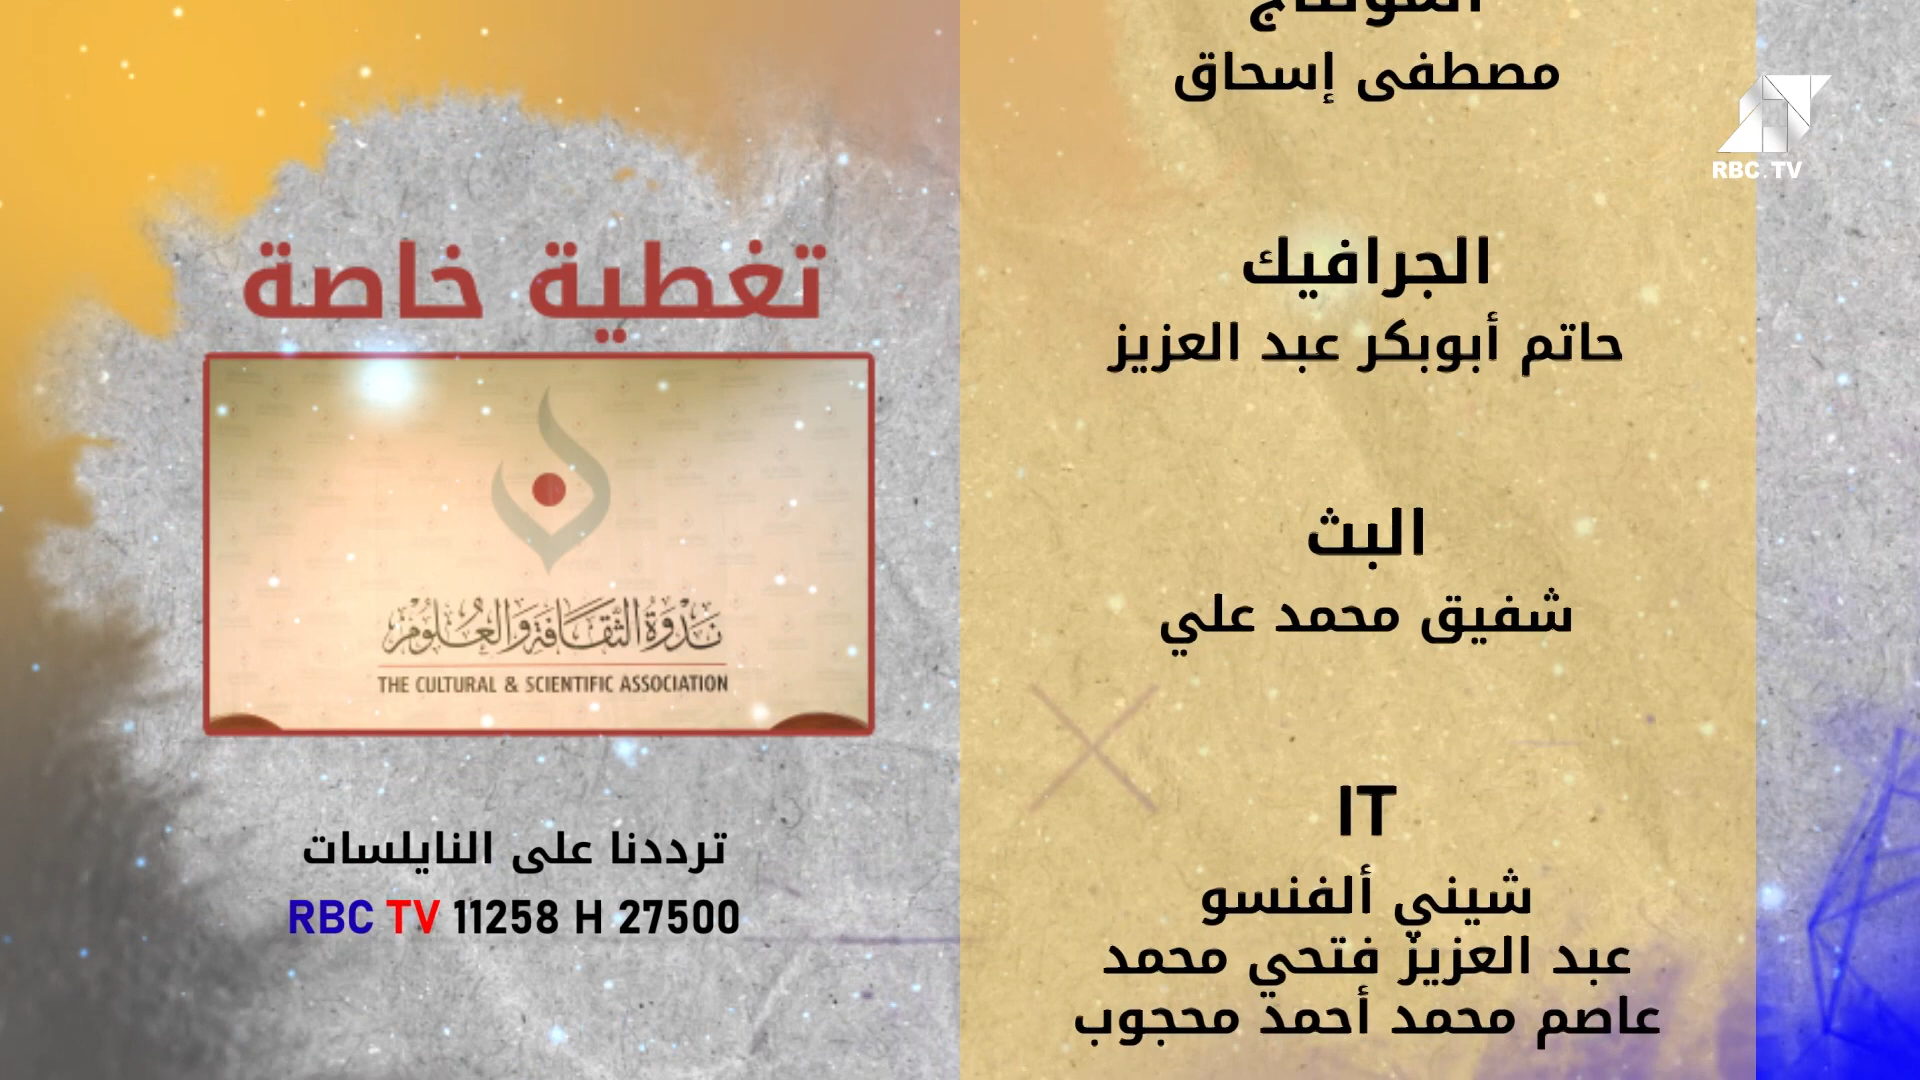 المونتاج
مصطفى إسحاق
الجرافيك
حاتم أبوبكر عبد العزيز
البث
شفيق محمد علي
IT
شيني ألفنسو
عبد العزيز فتحي محمد
عاصم محمد أحمد محجوب
RBC.TV
تغطية خاصة
ندوة الثقافة والعلوم
THE CULTURAL & SCIENTIFIC ASSOCIATION
ترددنا على النايلسات
RBC TV 11258 H 27500